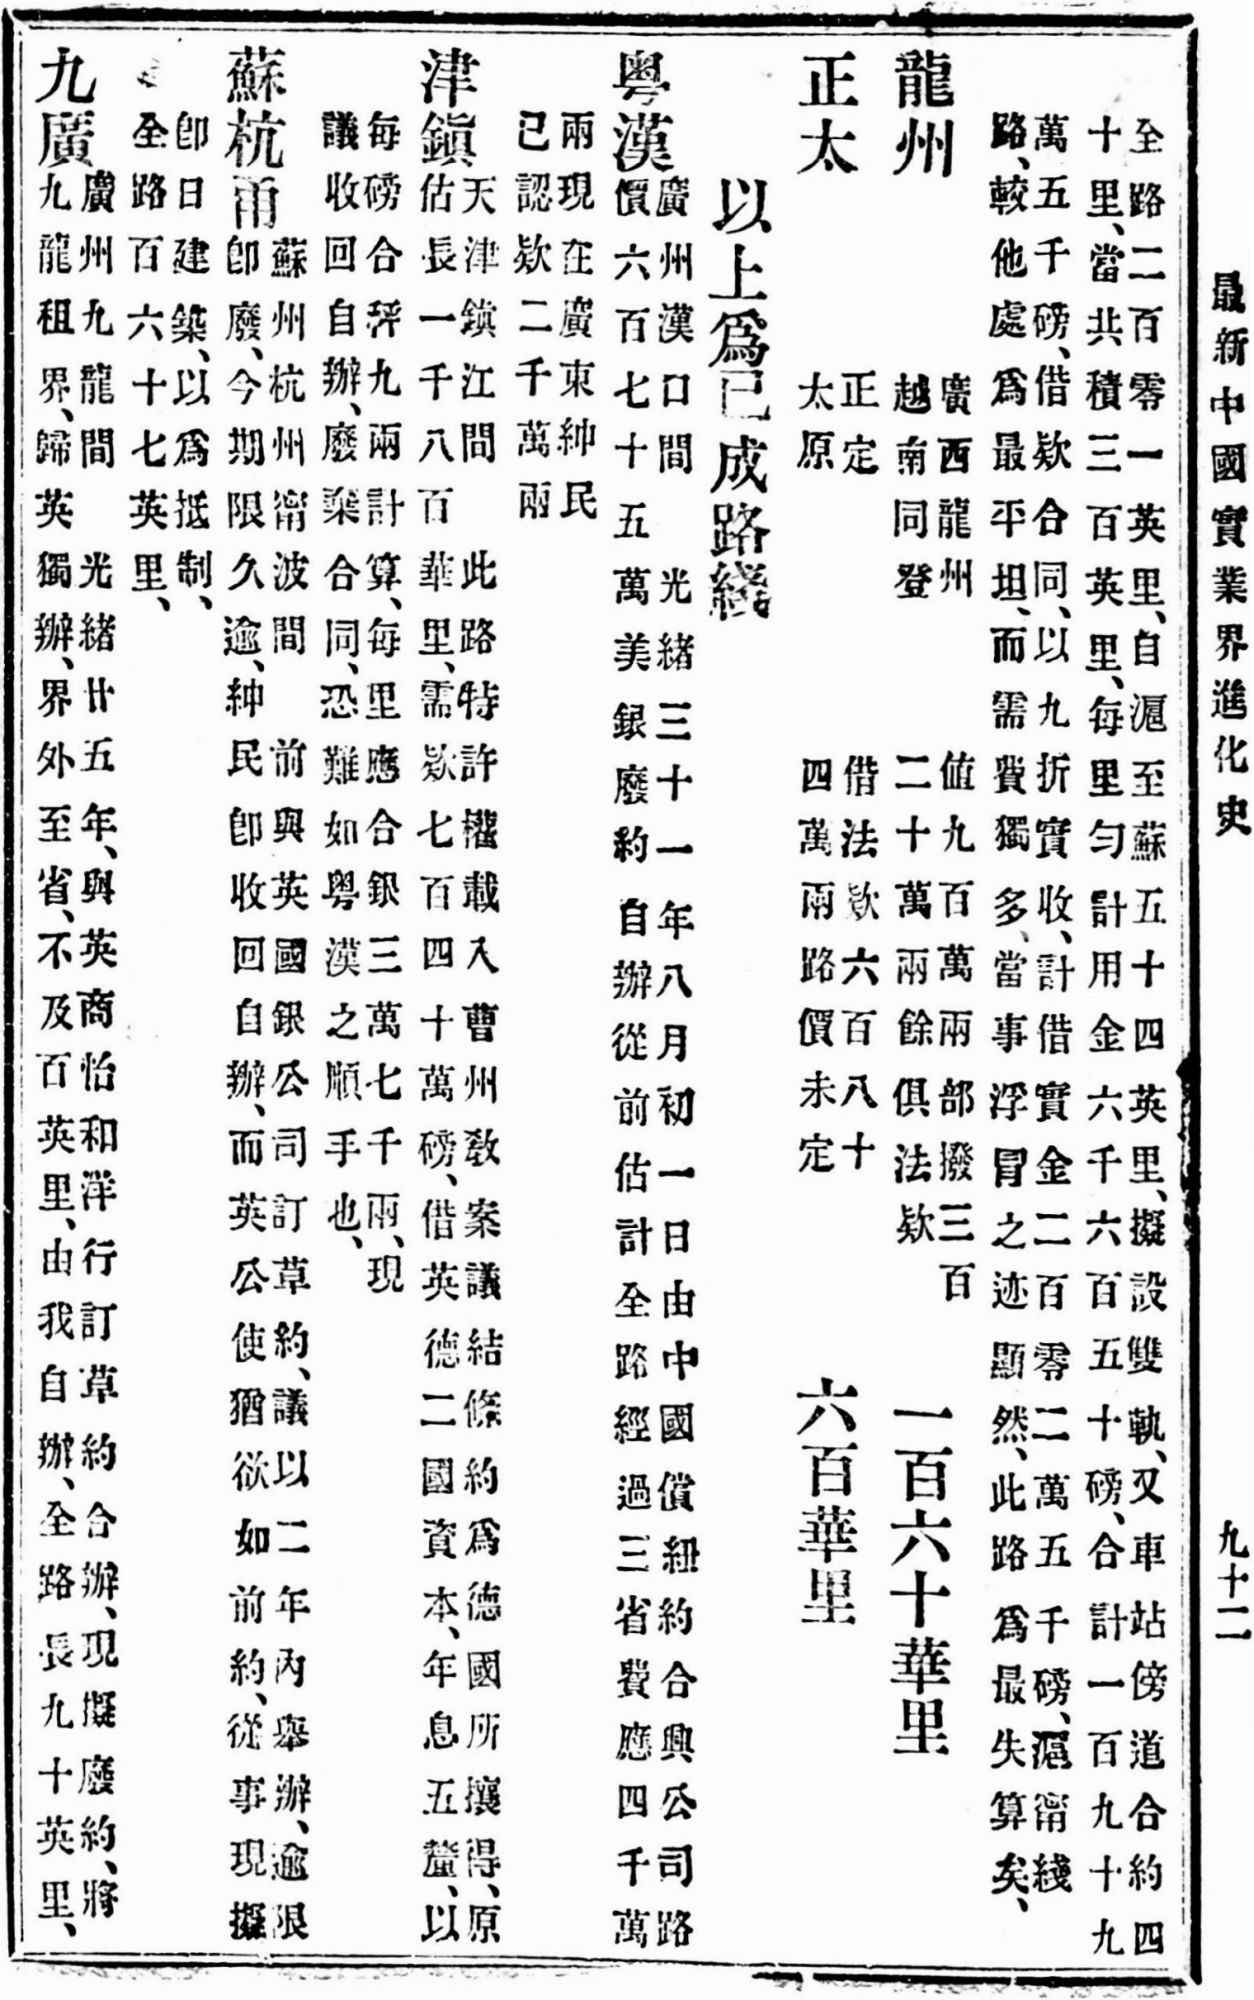 最新中國實業界進化史
九十二
全路二百零一英里、自滬至蘇五十四英里、擬設雙軌、又車站傍道合約四
十里、當共積三百英里、每里勻計用金六千六百五十磅、合計一百九十九
萬五千磅、借欵合同、以九折實收、計借實金二百零二萬五千磅、滬甯綫
路、較他處爲最平坦、而需費獨多、當事浮冒之迹顯然、此路爲最失算矣、
龍州
廣西龍州
越南同登
値九百萬兩部撥三百
二十萬兩餘俱法欵
一百六十華里
正太
正定
太原
借法欵六百八十
四萬兩路價未定
六百華里
以上爲已成路綫
粤漢
廣州漢口間　光緒三十一年八月初一日由中國償紐約合興公司路
價六百七十五萬美銀廢約自辦從前估計全路經過三省費應四千萬
兩現在廣東紳民
已認欵二千萬兩
津鎭
天津鎭江間　此路特許權載入曹州敎案議結條約爲德國所攘得、原
估長一千八百華里、需欵七百四十萬磅、借英德二國資本、年息五釐、以
每磅合秤九兩計算、每里應合銀三萬七千兩、現
議收回自辦、廢棄合同、恐難如粤漢之順手也、
蘇杭甬
蘇州杭州甯波間　前與英國銀公司訂草約、議以二年內舉辦、逾限
卽廢、今期限久逾、紳民卽收回自辦、而英公使猶欲如前約、從事現擬
卽日建築、以爲抵制、
全路百六十七英里、
九廣
廣州九龍間　光緒廿五年、與英商怡和洋行訂草約合辦、現擬廢約、將
九龍租界、歸英獨辦、界外至省、不及百英里、由我自辦、全路長九十英里、